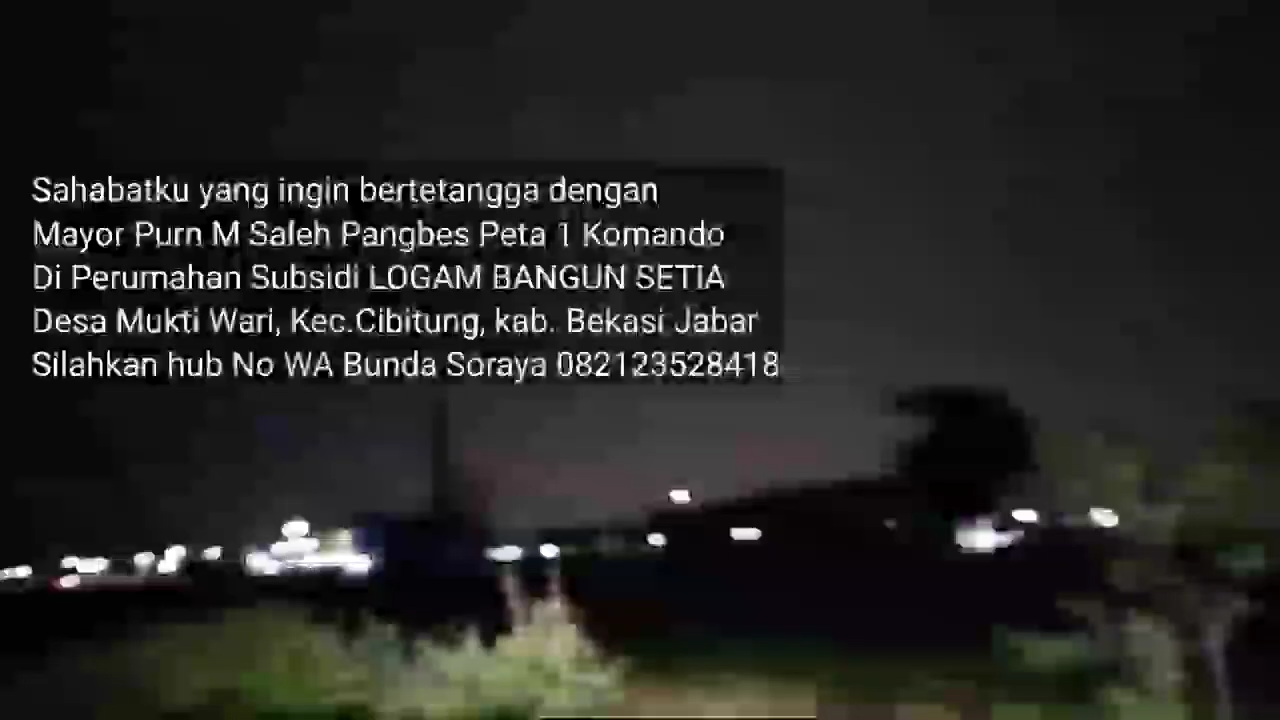 Sahabatku yang ingin bertetangga dengan
Mayor Purn M Saleh Pangbes Peta 1 Komando
Di Perumahan Subsidi LOGAM BANGUN SETIA
Desa Mukti Wari, Kec.Cibitung, kab. Bekasi Jabar
Silahkan hub No WA Bunda Soraya 082123528418